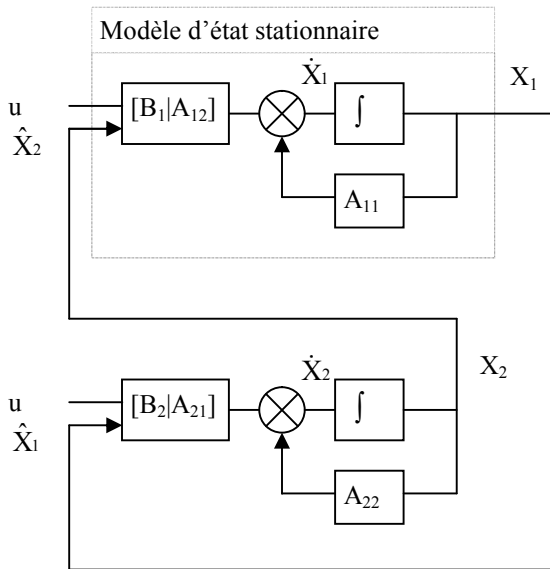 Modèle d'état stationnaire
Ẋ₁
X₁
u
[B₁|A₁₂]
∫
X̂₂
A₁₁
Ẋ₂
X₂
u
[B₂|A₂₁]
∫
X̂₁
A₂₂